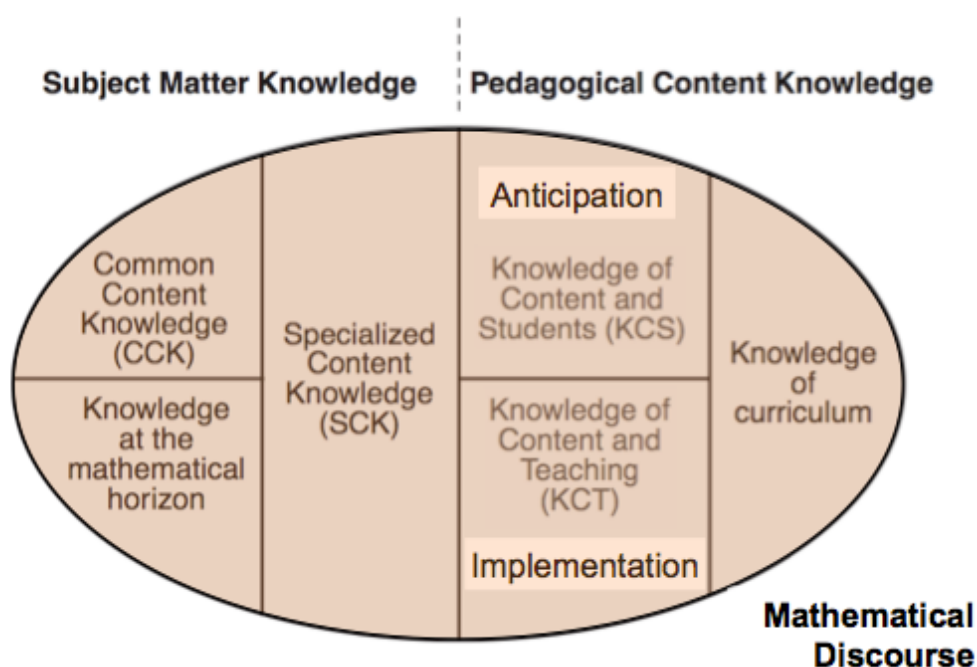 Subject Matter Knowledge
Pedagogical Content Knowledge
Common
Content
Knowledge
(CCK)
Knowledge
at the
mathematical
horizon
Specialized
Content
Knowledge
(SCK)
Anticipation
Knowledge of
Content and
Students (KCS)
Knowledge of
Content and
Teaching
(KCT)
Implementation
Knowledge
of
curriculum
Mathematical
Discourse